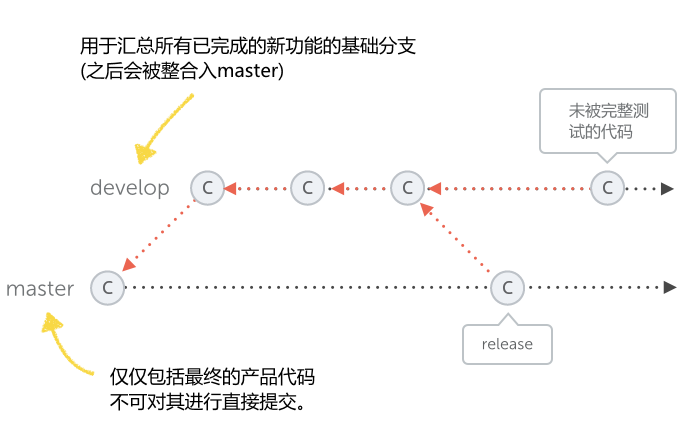 用于汇总所有已完成的新功能的基础分支
(之后会被整合入master)
未被完整测
试的代码
develop
C
C
C
C
master
C
C
release
仅仅包括最终的产品代码
不可对其进行直接提交。